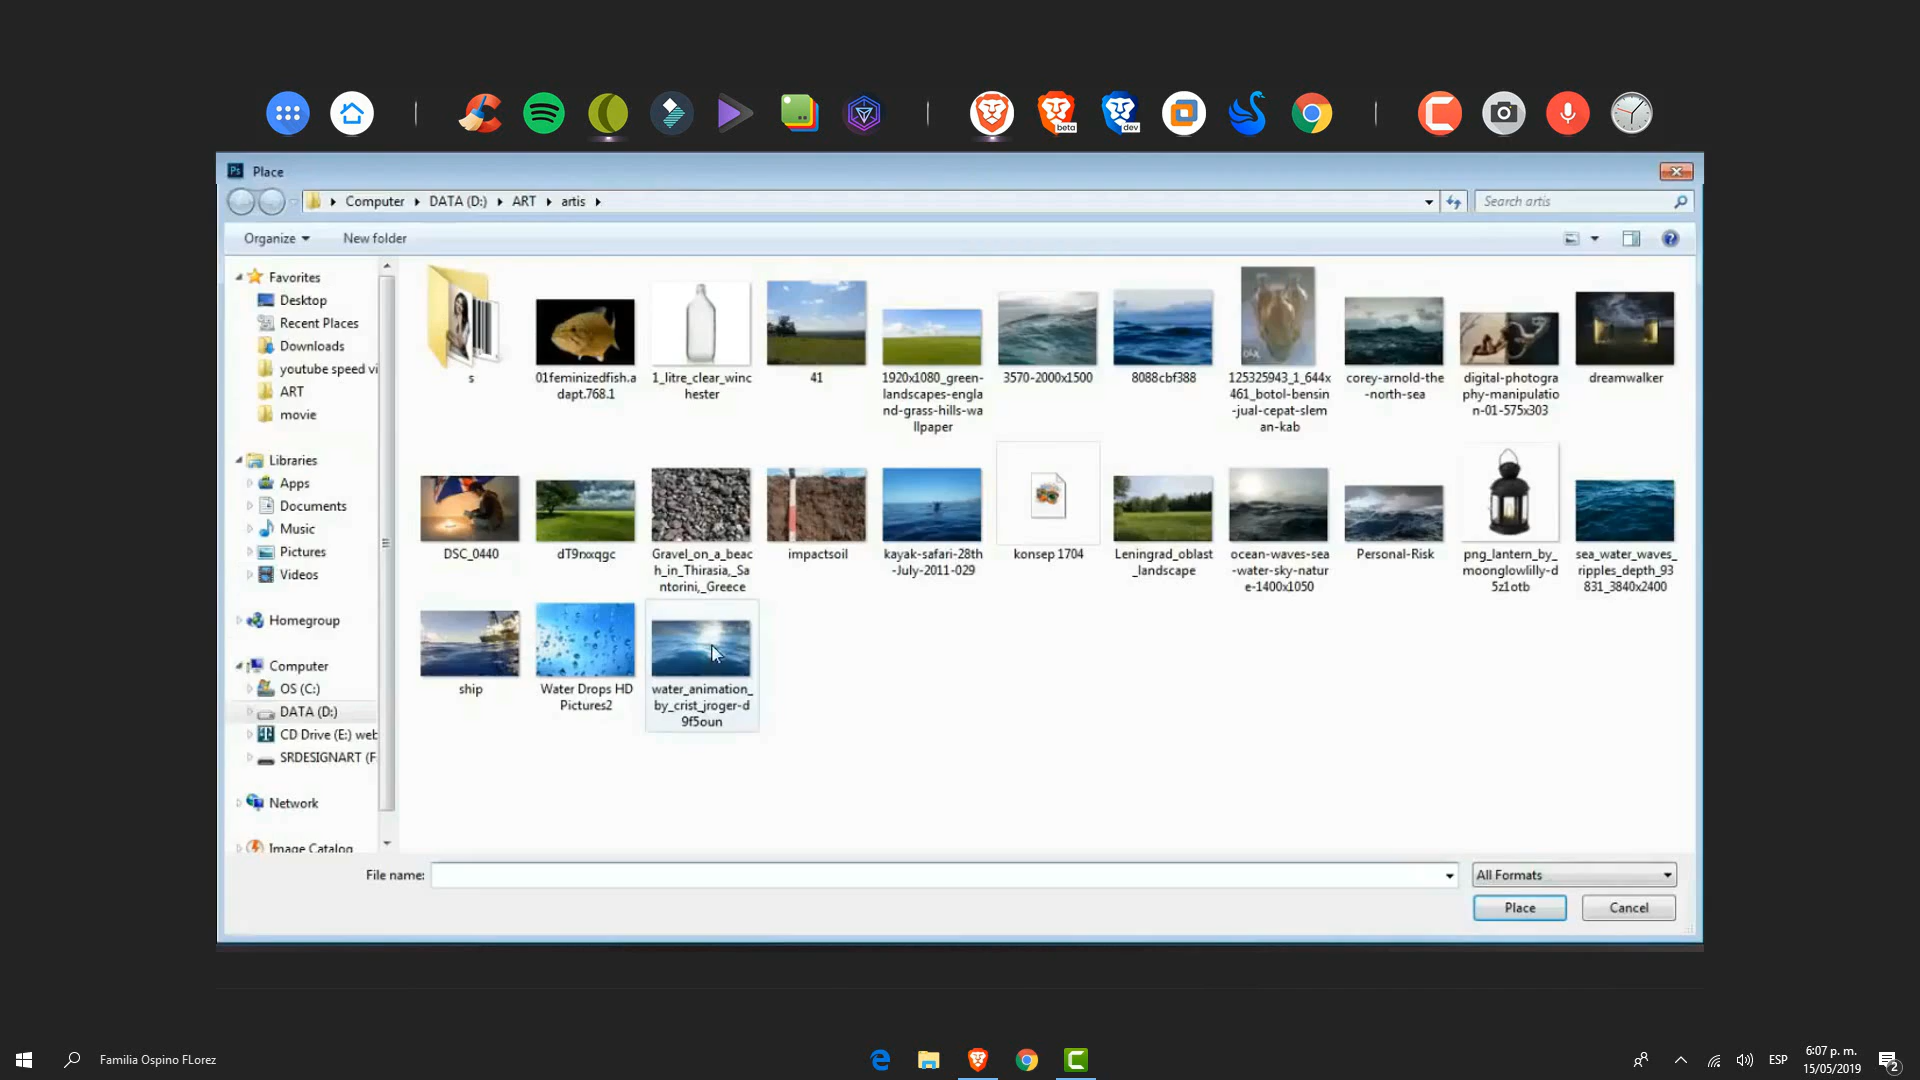 beta
dev
Ps Place
Computer DATA (D:) ART artis
Search artis
Organize New folder
Favorites
Desktop
Recent Places
Downloads
youtube speed vi
ART
movie
Libraries
Apps
Documents
Music
Pictures
Videos
Homegroup
Computer
OS (C:)
DATA (D:)
CD Drive (E:) web
SRDESIGNART (F
Network
Image Catalog
s
01feminizedfish.a
dapt.768.1
1_litre_clear_winc
hester
41
1920x1080_green-
landscapes-engla
nd-grass-hills-wa
llpaper
3570-2000x1500
8088cbf388
125325943_1_644x
461_botol-bensin
-jual-cepat-slem
an-kab
corey-arnold-the
-north-sea
digital-photogra
phy-manipulatio
n-01-575x303
dreamwalker
DSC_0440
dT9rxxqgc
Gravel_on_a_beac
h_in_Thirasia,_Sa
ntorini,_Greece
impactsoil
kayak-safari-28th
-July-2011-029
konsep 1704
Leningrad_oblast
_landscape
ocean-waves-sea
-water-sky-natur
e-1400x1050
Personal-Risk
png_lantern_by_
moonglowlilly-d
5z1otb
sea_water_waves_
ripples_depth_93
831_3840x2400
ship
Water Drops HD
Pictures2
water_animation_
by_crist_jroger-d
9f5oun
File name:
All Formats
Place Cancel
Familia Ospino FLorez
ESP
6:07 p. m.
15/05/2019
2